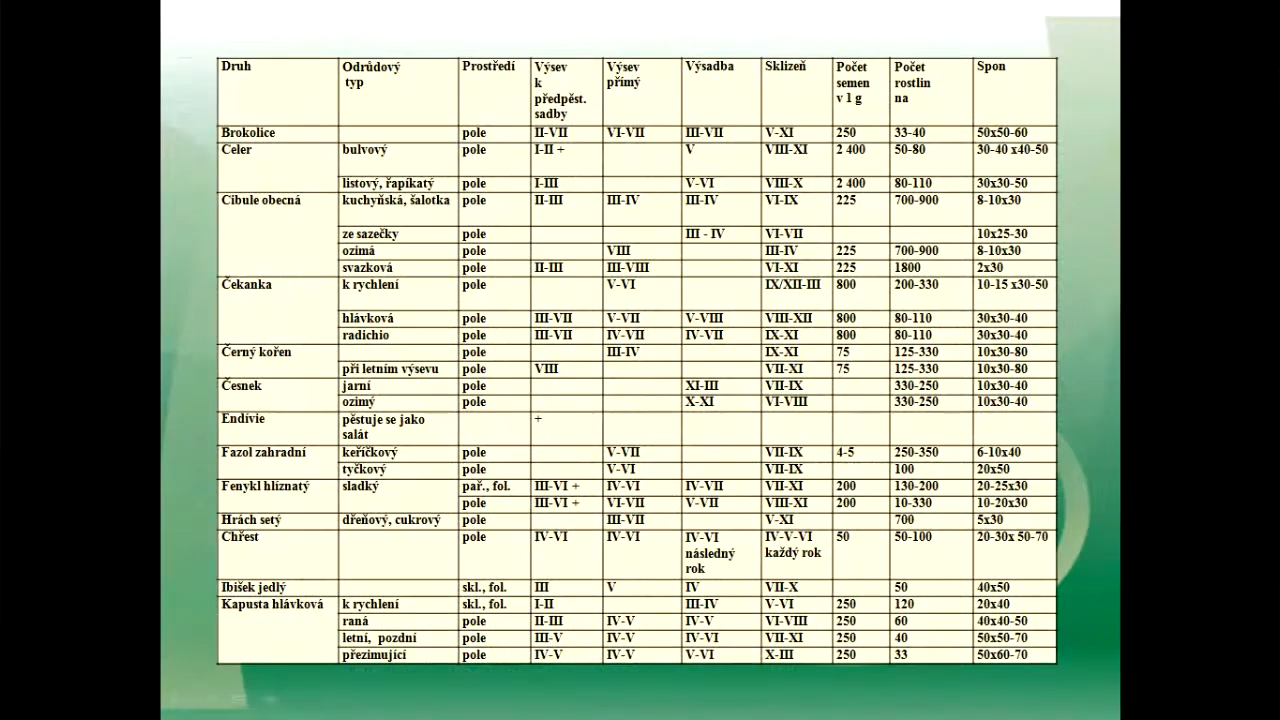 Druh Odrůdový typ Prostředí Výsev k předpěst. sadby Výsev přímý Výsadba Sklizeň Počet semen v 1 g Počet rostlin na Spon
Brokolice pole II-VII VI-VII III-VII V-XI 250 33-40 50x50-60
Celer bulvový pole I-II + V VIII-XI 2 400 50-80 30-40 x40-50
listový, řapíkatý pole I-III V-VI VIII-X 2 400 80-110 30x30-50
Cibule obecná kuchyňská, šalotka pole II-III III-IV III-IV VI-IX 225 700-900 8-10x30
ze sazečky pole III - IV VI-VII 10x25-30
ozimá pole VIII III-IV 225 700-900 8-10x30
svazková pole II-III III-VIII VI-XI 225 1800 2x30
Čekanka k rychlení pole V-VI IX/XII-III 800 200-330 10-15 x30-50
hlávková pole III-VII V-VII V-VIII VIII-XII 800 80-110 30x30-40
radichio pole III-VII IV-VII IV-VII IX-XI 800 80-110 30x30-40
Černý kořen pole III-IV IX-XI 75 125-330 10x30-80
při letním výsevu pole VIII VII-XI 75 125-330 10x30-80
Česnek jarní pole XI-III VII-IX 330-250 10x30-40
ozimý pole X-XI VI-VIII 330-250 10x30-40
Endívie pěstuje se jako salát +
Fazol zahradní keříčkový pole V-VII VII-IX 4-5 250-350 6-10x40
tyčkový pole V-VI VII-IX 100 20x50
Fenykl hlíznatý sladký pař., fol. III-VI + IV-VI IV-VII VII-XI 200 130-200 20-25x30
pole III-VI + VI-VII V-VII VIII-XI 200 10-330 10-20x30
Hrách setý dřeňový, cukrový pole III-VII V-XI 700 5x30
Chřest pole IV-VI IV-VI IV-VI následný rok IV-V-VI každý rok 50 50-100 20-30x 50-70
Ibišek jedlý skl., fol. III V IV VII-X 50 40x50
Kapusta hlávková k rychlení skl., fol. I-II III-IV V-VI 250 120 20x40
raná pole II-III IV-V IV-V VI-VIII 250 60 40x40-50
letní, pozdní pole III-V IV-V IV-VI VII-XI 250 40 50x50-70
přezimující pole IV-V IV-V V-VI X-III 250 33 50x60-70